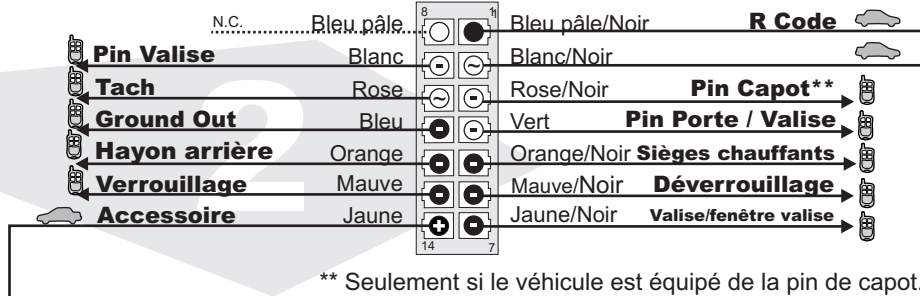 N.C. Bleu pâle 8 1 Bleu pâle/Noir R Code
Pin Valise Blanc Blanc/Noir
Tach Rose Rose/Noir Pin Capot**
Ground Out Bleu Vert Pin Porte / Valise
Hayon arrière Orange Orange/Noir Sièges chauffants
Verrouillage Mauve Mauve/Noir Déverrouillage
Accessoire Jaune Jaune/Noir Valise/fenêtre valise
14 7
2
** Seulement si le véhicule est équipé de la pin de capot.